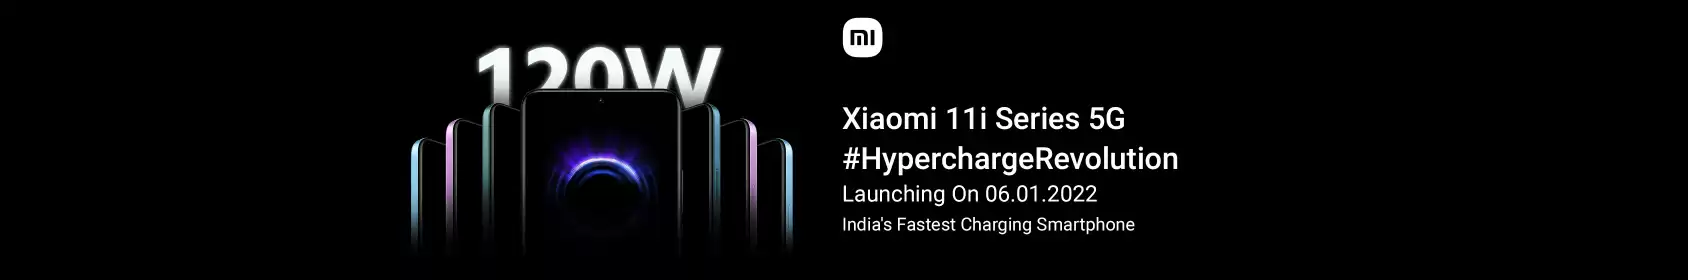 120W
mi
Xiaomi 11i Series 5G
#HyperchargeRevolution
Launching On 06.01.2022
India's Fastest Charging Smartphone